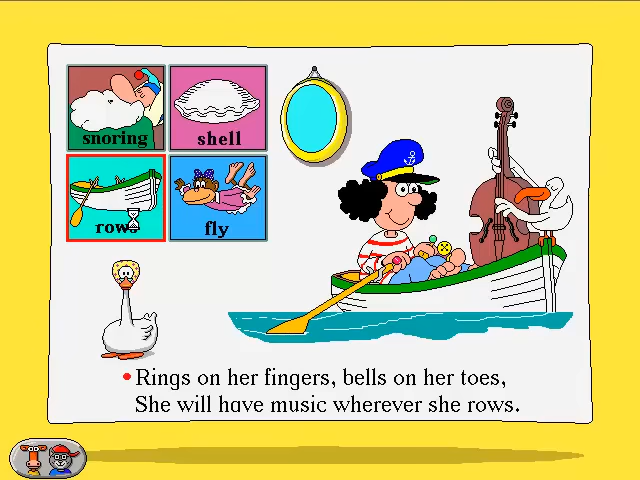 snoring
shell
rows
fly
Rings on her fingers, bells on her toes,
She will have music wherever she rows.